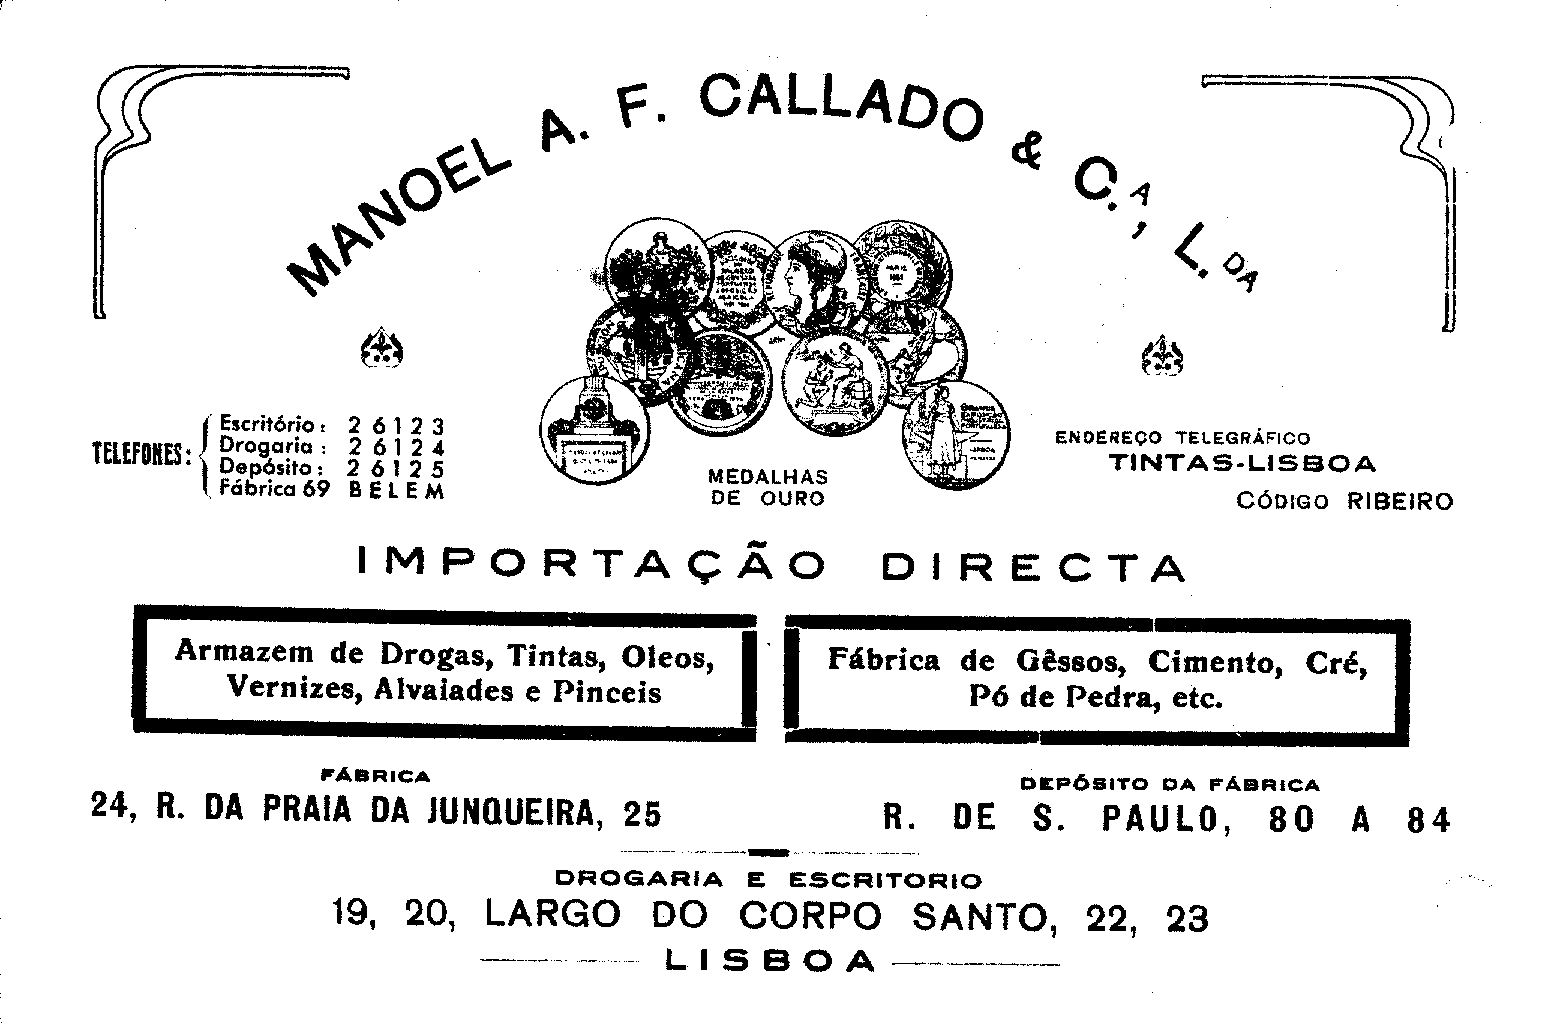 MANOEL A. F. CALLADO & C.ᴬ, L.ᴰᴬ
TELEFONES:
Escritório: 26123
Drogaria: 26124
Depósito: 26125
Fábrica 69 BELEM
MEDALHAS
DE OURO
ENDEREÇO TELEGRÁFICO
TINTAS-LISBOA
CÓDIGO RIBEIRO
IMPORTAÇÃO DIRECTA
Armazem de Drogas, Tintas, Oleos,
Vernizes, Alvaiades e Pinceis
Fábrica de Gêssos, Cimento, Cré,
Pó de Pedra, etc.
FÁBRICA
24, R. DA PRAIA DA JUNQUEIRA, 25
DEPÓSITO DA FÁBRICA
R. DE S. PAULO, 80 A 84
DROGARIA E ESCRITORIO
19, 20, LARGO DO CORPO SANTO, 22, 23
LISBOA